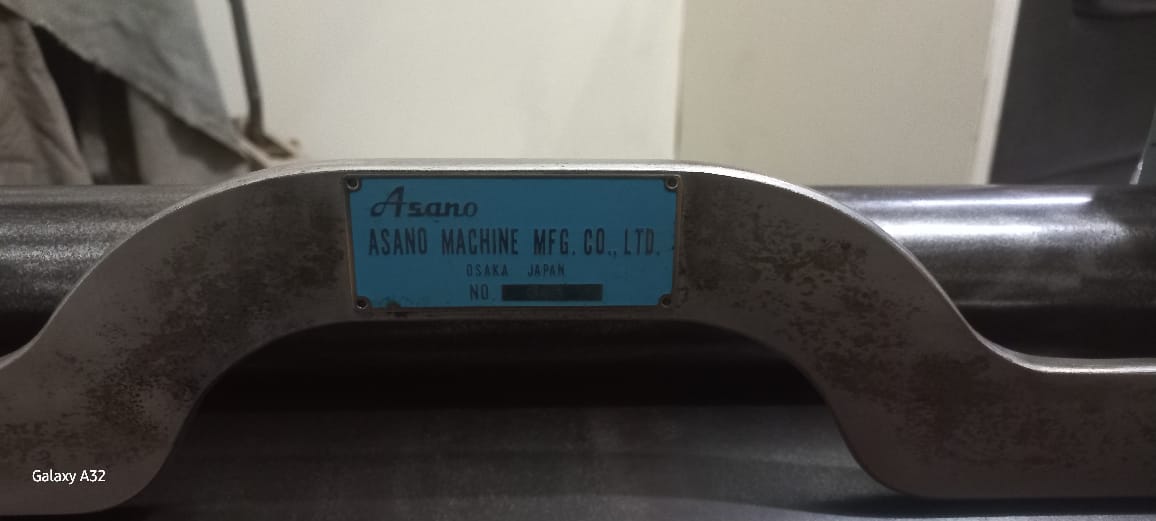 Asano
ASANO MACHINE MFG. CO., LTD.
OSAKA JAPAN
NO.
Galaxy A32